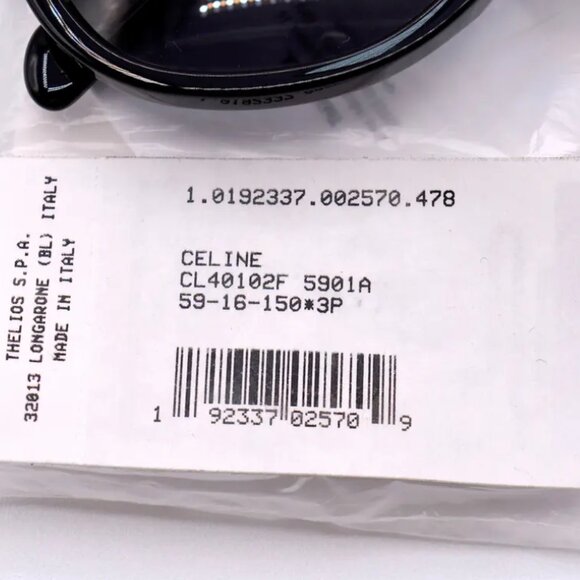 1.0192337.002570.478
CELINE
CL40102F 5901A
59-16-150*3P
1 92337 02570 9
THELIOS S.P.A.
32013 LONGARONE (BL) ITALY
MADE IN ITALY